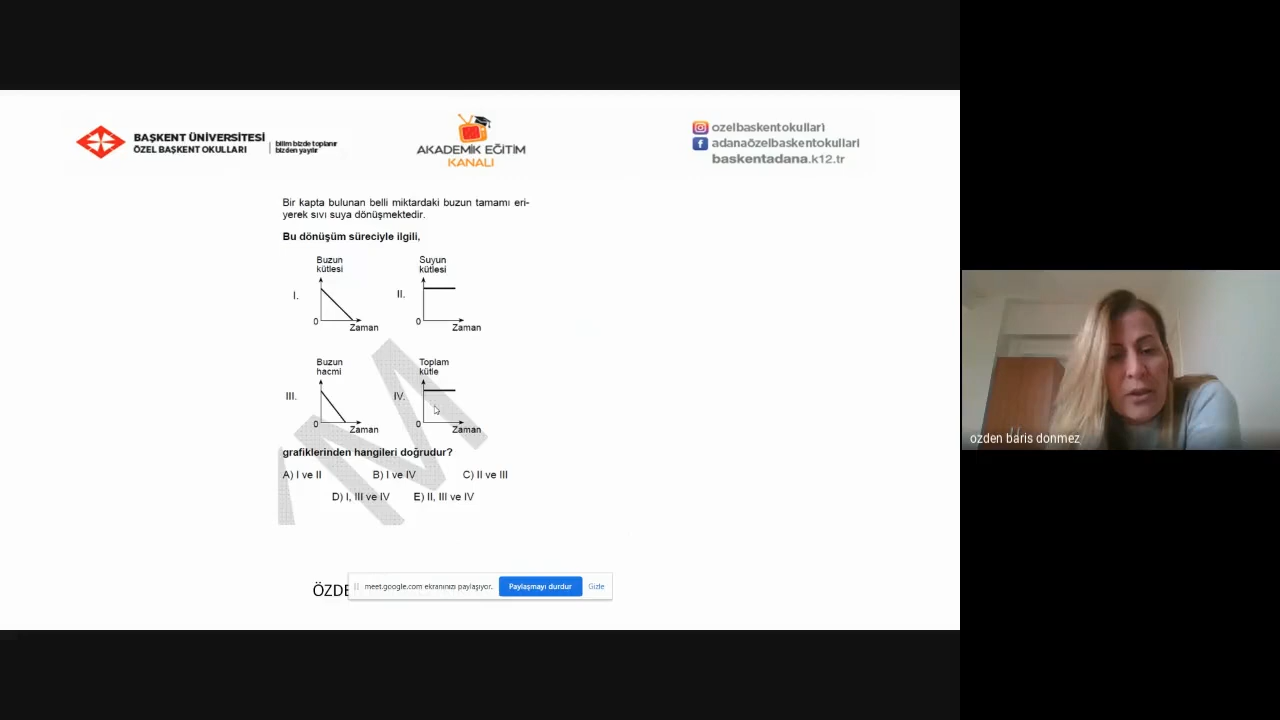 BAŞKENT ÜNİVERSİTESİ
ÖZEL BAŞKENT OKULLARI
bilim bizde toplanır
bizden yayılır
AKADEMİK EĞİTİM
KANALI
ozelbaskentokullari
adanaözelbaskentokullari
baskentadana.k12.tr
Bir kapta bulunan belli miktardaki buzun tamamı eri-
yerek sıvı suya dönüşmektedir.
Bu dönüşüm süreciyle ilgili,
I.
Buzun
kütlesi
0
Zaman
II.
Suyun
kütlesi
0
Zaman
III.
Buzun
hacmi
0
Zaman
IV.
Toplam
kütle
0
Zaman
grafiklerinden hangileri doğrudur?
A) I ve II B) I ve IV C) II ve III
D) I, III ve IV E) II, III ve IV
ÖZDE
meet.google.com ekranınızı paylaşıyor. Paylaşmayı durdur Gizle
ozden baris donmez